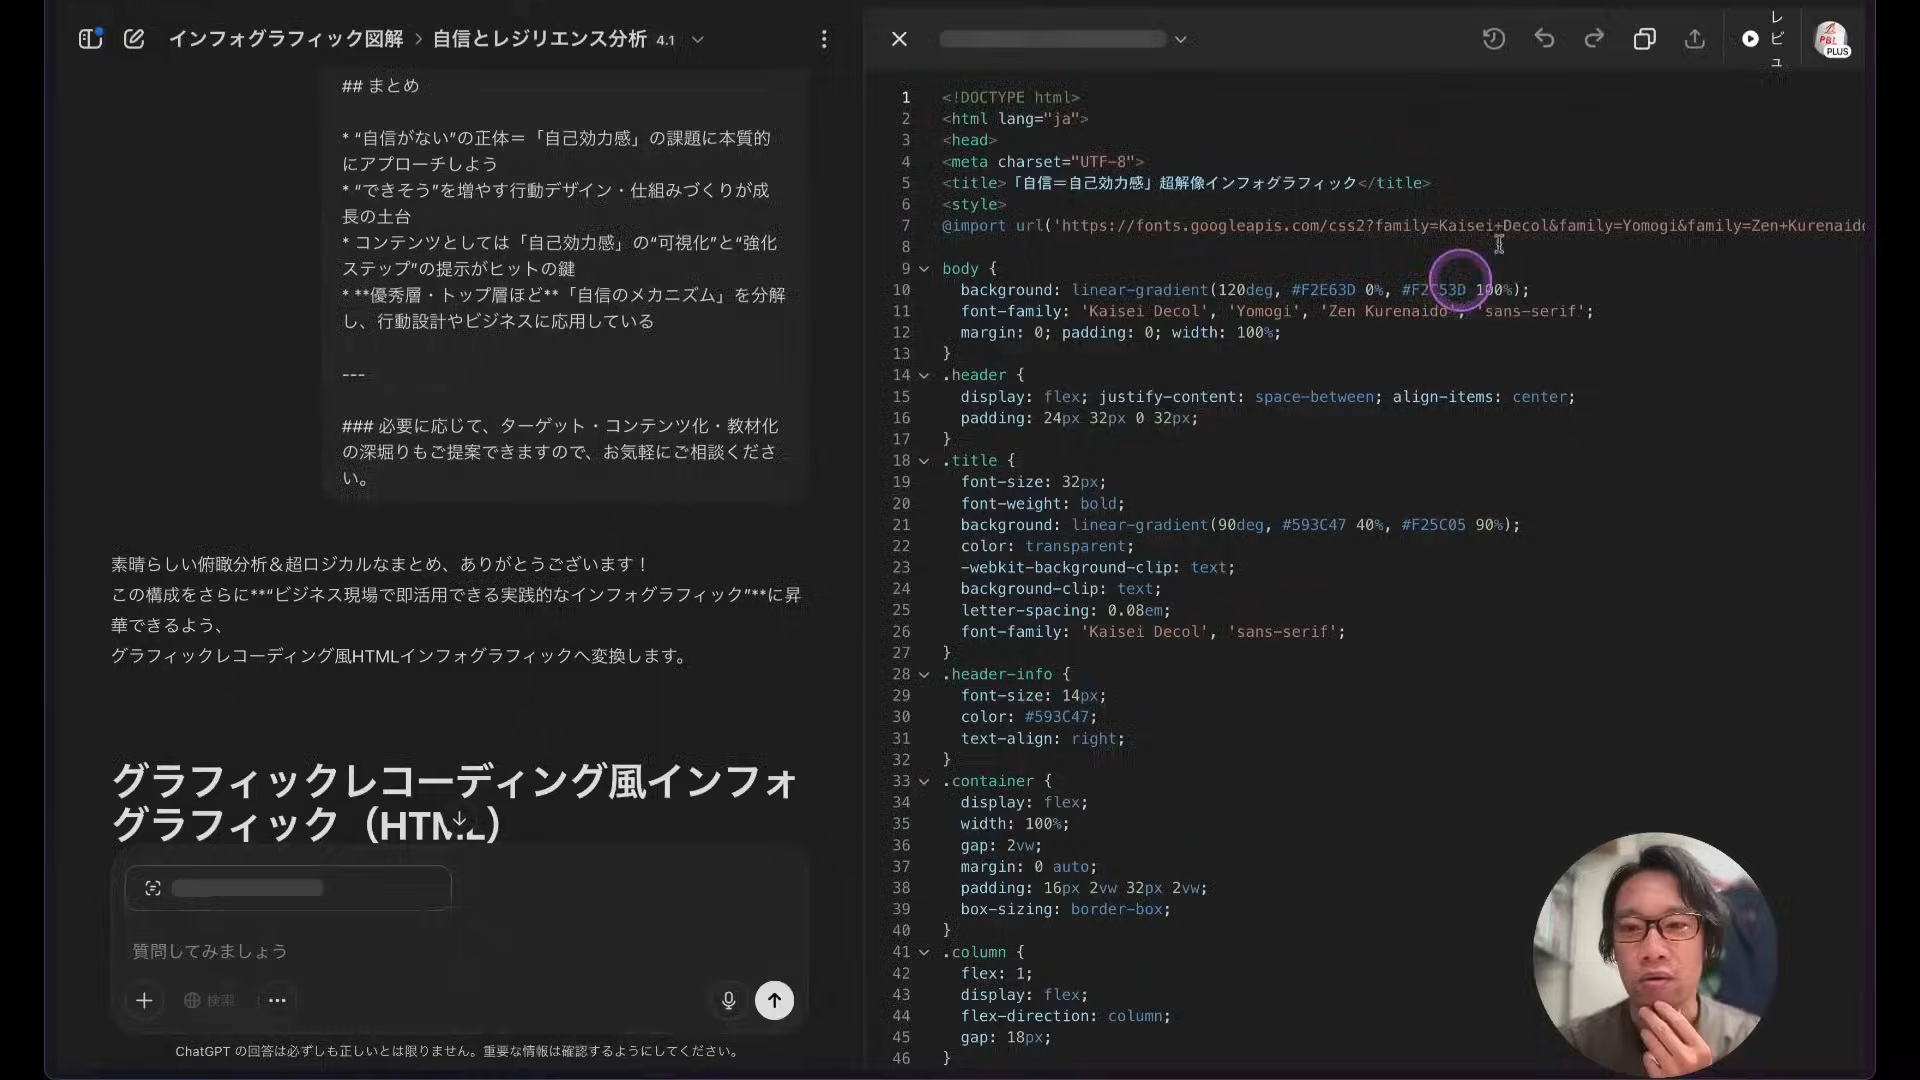 インフォグラフィック図解 > 自信とレジリエンス分析 4.1
## まとめ
* “自信がない”の正体＝「自己効力感」の課題に本質的
にアプローチしよう
* “できそう”を増やす行動デザイン・仕組みづくりが成
長の土台
* コンテンツとしては「自己効力感」の“可視化”と“強化
ステップ”の提示がヒットの鍵
* **優秀層・トップ層ほど**「自信のメカニズム」を分解
し、行動設計やビジネスに応用している
---
### 必要に応じて、ターゲット・コンテンツ化・教材化
の深堀りもご提案できますので、お気軽にご相談くださ
い。
素晴らしい俯瞰分析＆超ロジカルなまとめ、ありがとうございます！
この構成をさらに**“ビジネス現場で即活用できる実践的なインフォグラフィック”**に昇
華できるよう、
グラフィックレコーディング風HTMLインフォグラフィックへ変換します。
グラフィックレコーディング風インフォ
グラフィック（HTML）
質問してみましょう
検索
ChatGPT の回答は必ずしも正しいとは限りません。重要な情報は確認するようにしてください。
レ
ビ
ュ
PBL
PLUS
1 <!DOCTYPE html>
2 <html lang="ja">
3 <head>
4 <meta charset="UTF-8">
5 <title>「自信＝自己効力感」超解像インフォグラフィック</title>
6 <style>
7 @import url('https://fonts.googleapis.com/css2?family=Kaisei+Decol&family=Yomogi&family=Zen+Kurenaido
8
9 body {
10 background: linear-gradient(120deg, #F2E63D 0%, #F2C53D 100%);
11 font-family: 'Kaisei Decol', 'Yomogi', 'Zen Kurenaido', 'sans-serif';
12 margin: 0; padding: 0; width: 100%;
13 }
14 .header {
15 display: flex; justify-content: space-between; align-items: center;
16 padding: 24px 32px 0 32px;
17 }
18 .title {
19 font-size: 32px;
20 font-weight: bold;
21 background: linear-gradient(90deg, #593C47 40%, #F25C05 90%);
22 color: transparent;
23 -webkit-background-clip: text;
24 background-clip: text;
25 letter-spacing: 0.08em;
26 font-family: 'Kaisei Decol', 'sans-serif';
27 }
28 .header-info {
29 font-size: 14px;
30 color: #593C47;
31 text-align: right;
32 }
33 .container {
34 display: flex;
35 width: 100%;
36 gap: 2vw;
37 margin: 0 auto;
38 padding: 16px 2vw 32px 2vw;
39 box-sizing: border-box;
40 }
41 .column {
42 flex: 1;
43 display: flex;
44 flex-direction: column;
45 gap: 18px;
46 }